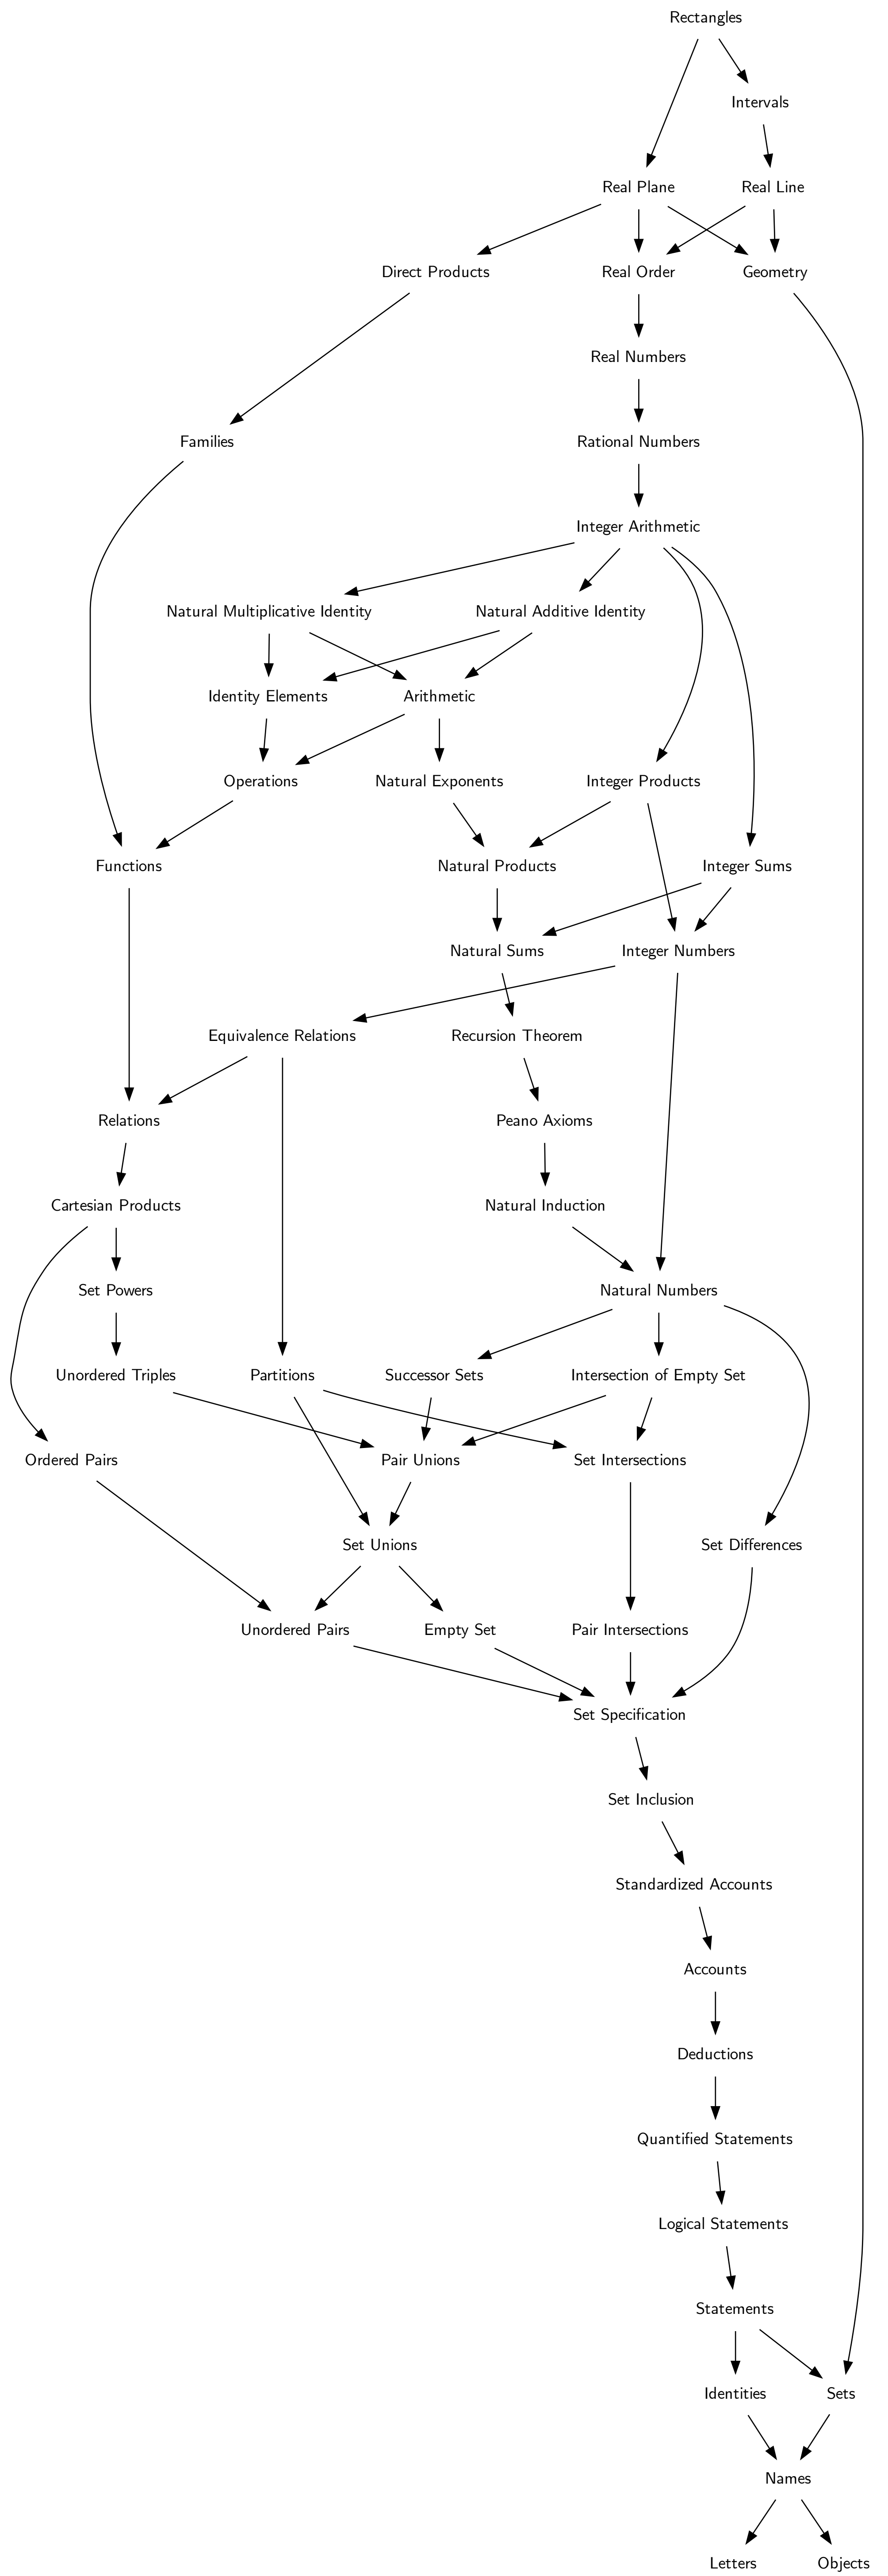 Rectangles
Intervals
Real Plane
Real Line
Direct Products
Real Order
Geometry
Real Numbers
Families
Rational Numbers
Integer Arithmetic
Natural Multiplicative Identity
Natural Additive Identity
Identity Elements
Arithmetic
Operations
Natural Exponents
Integer Products
Functions
Natural Products
Integer Sums
Natural Sums
Integer Numbers
Equivalence Relations
Recursion Theorem
Relations
Peano Axioms
Cartesian Products
Natural Induction
Set Powers
Natural Numbers
Unordered Triples
Partitions
Successor Sets
Intersection of Empty Set
Ordered Pairs
Pair Unions
Set Intersections
Set Unions
Set Differences
Unordered Pairs
Empty Set
Pair Intersections
Set Specification
Set Inclusion
Standardized Accounts
Accounts
Deductions
Quantified Statements
Logical Statements
Statements
Identities
Sets
Names
Letters
Objects